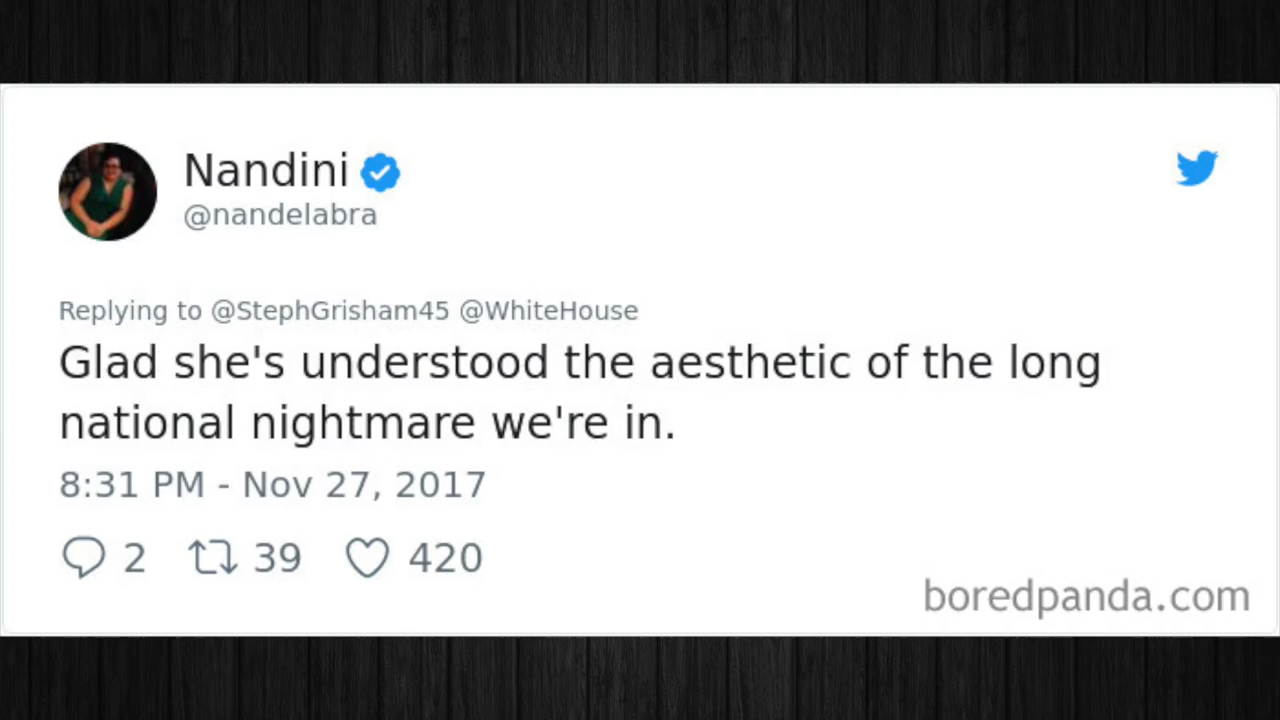 Nandini
@nandelabra
Replying to @StephGrisham45 @WhiteHouse
Glad she's understood the aesthetic of the long
national nightmare we're in.
8:31 PM - Nov 27, 2017
2 39 420
boredpanda.com